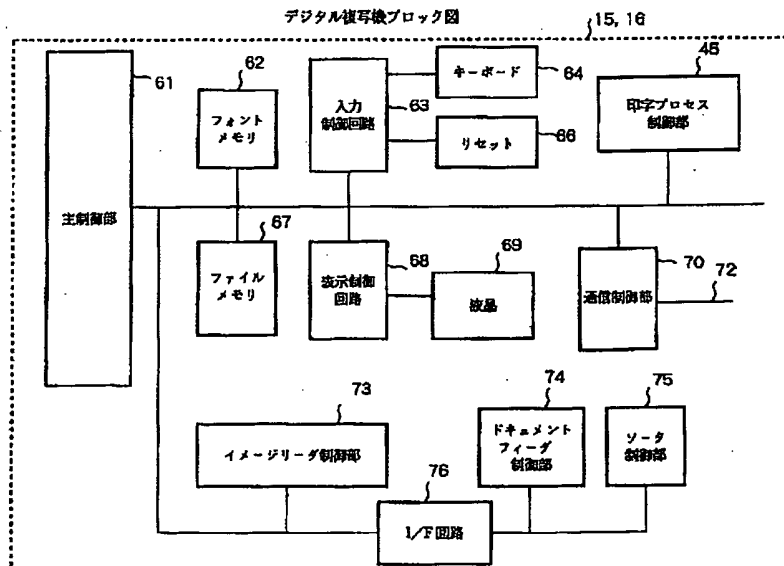 デジタル複写機ブロック図
15, 16
61
主制御部
62
フォント
メモリ
入力
制御回路
63
キーボード
64
リセット
66
46
印字プロセス
制御部
67
ファイル
メモリ
表示制御
回路
68
69
液晶
70
通信制御部
72
73
イメージリーダ制御部
74
ドキュメント
フィーダ
制御部
75
ソータ
制御部
76
I/F回路